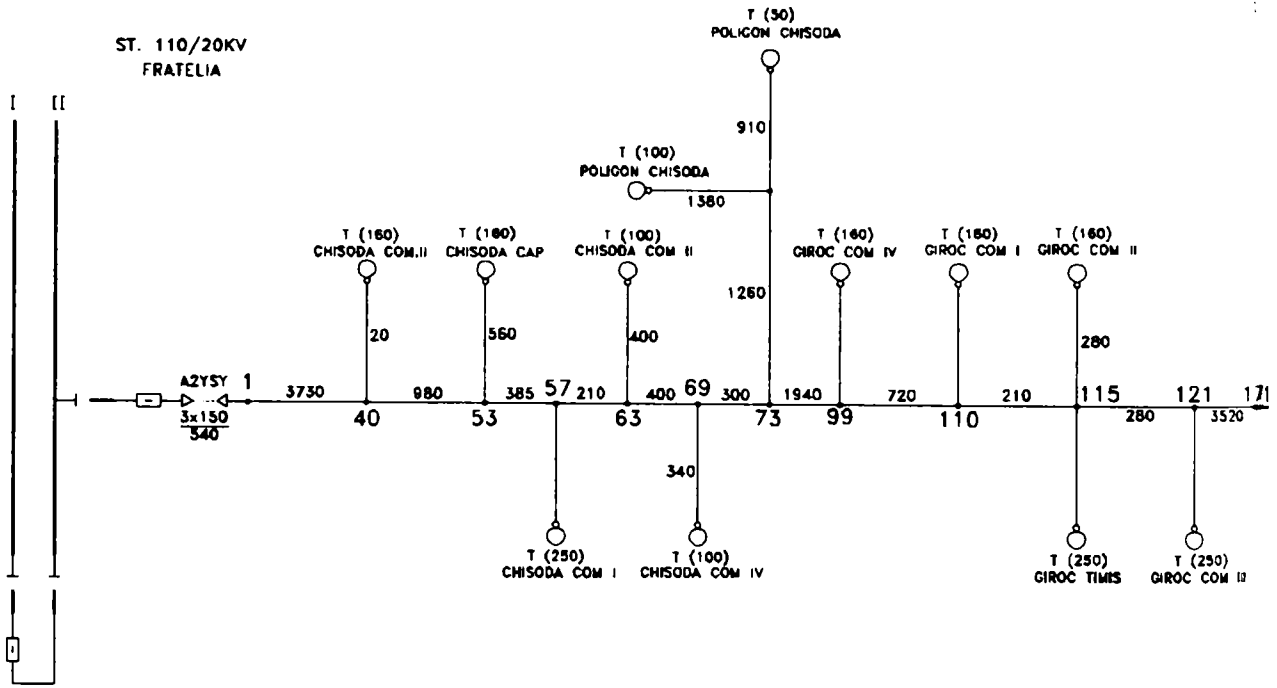 ST. 110/20KV
FRATELIA
I II
T (50)
POLIGON CHISODA
910
T (100)
POLIGON CHISODA
1380
T (160)
CHISODA COM.II
T (160)
CHISODA CAP
T (100)
CHISODA COM II
T (160)
GIROC COM IV
T (160)
GIROC COM I
T (160)
GIROC COM II
1260
20
560
400
280
A2YSY
3x150
540
1 3730 980 385 57 210 400 69 300 1940 720 210 115 121 171
40 53 63 73 99 110 280 3520
340
T (250)
CHISODA COM I
T (100)
CHISODA COM IV
T (250)
GIROC TIMIS
T (250)
GIROC COM III